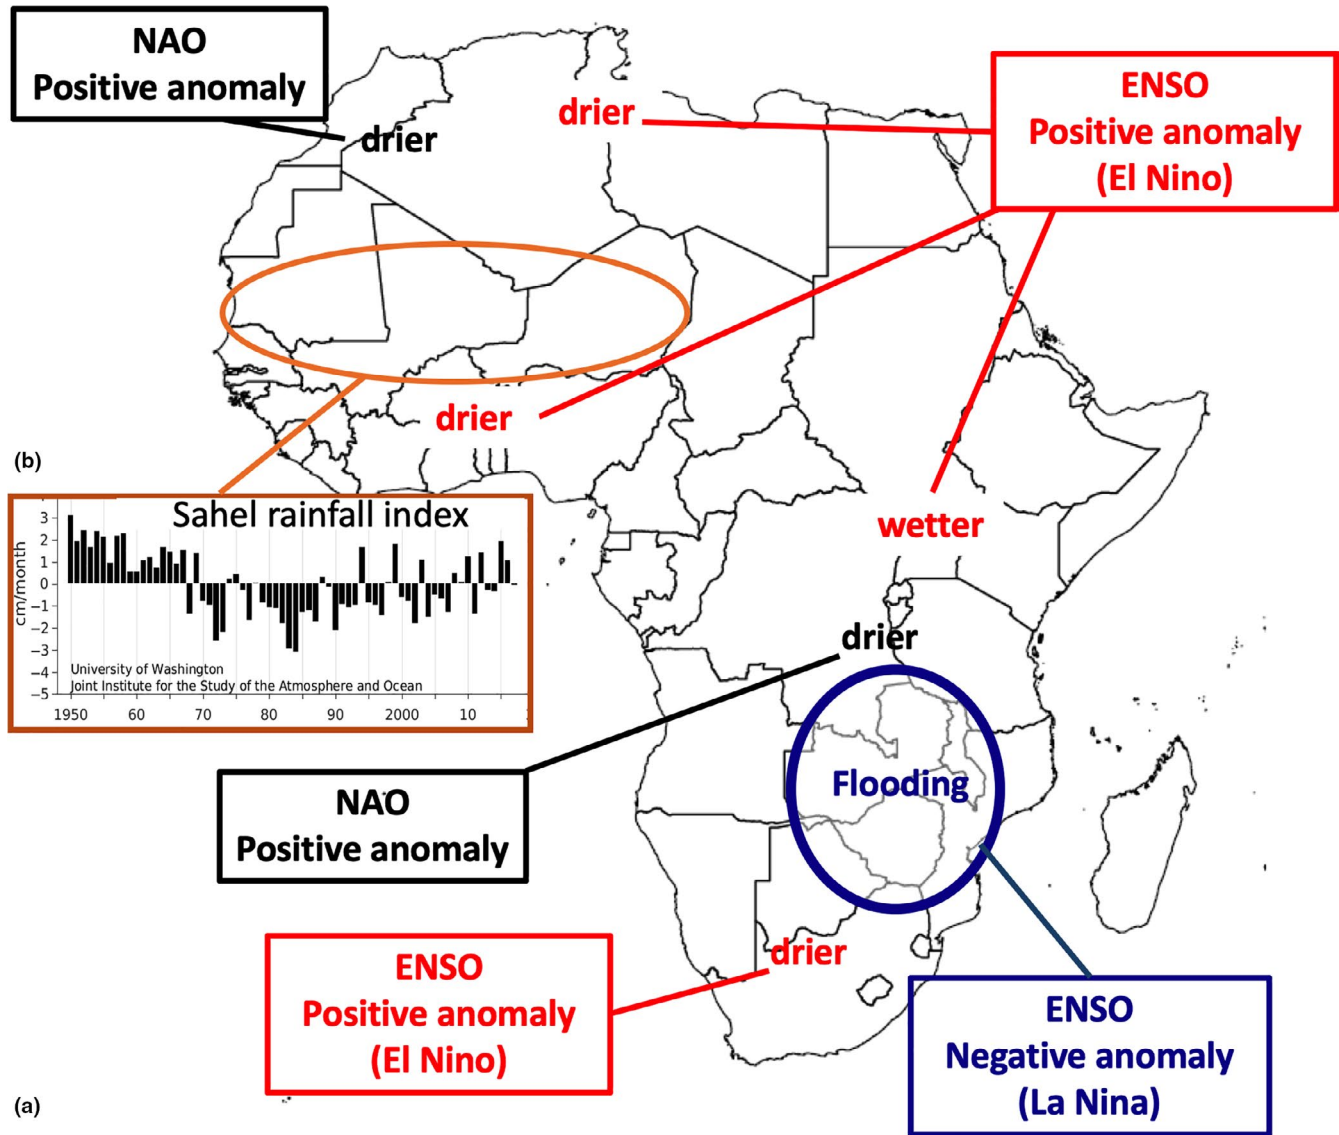 NAO
Positive anomaly
drier
drier
ENSO
Positive anomaly
(El Nino)
drier
wetter
(b)
Sahel rainfall index
cm/month
3
2
1
0
−1
−2
−3
−4
−5
University of Washington
Joint Institute for the Study of the Atmosphere and Ocean
1950 60 70 80 90 2000 10
drier
Flooding
NAO
Positive anomaly
drier
ENSO
Positive anomaly
(El Nino)
ENSO
Negative anomaly
(La Nina)
(a)